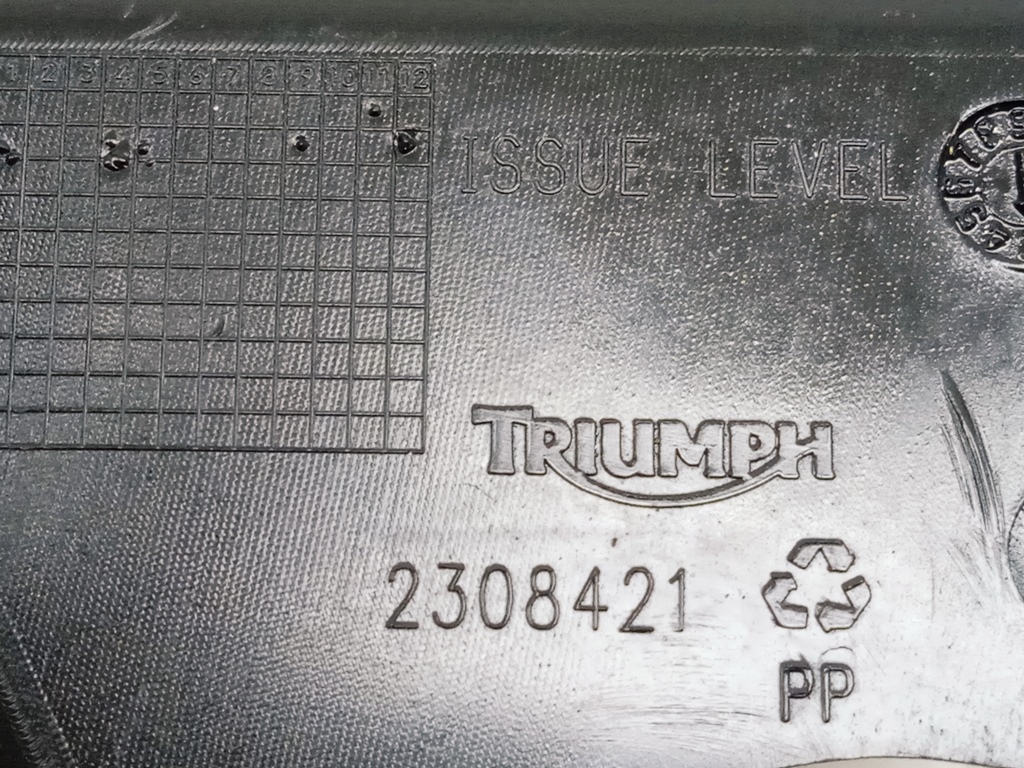 1 2 3 4 5 6 7 8 9 10 11 12
ISSUE LEVEL
TRIUMPH
2308421
PP